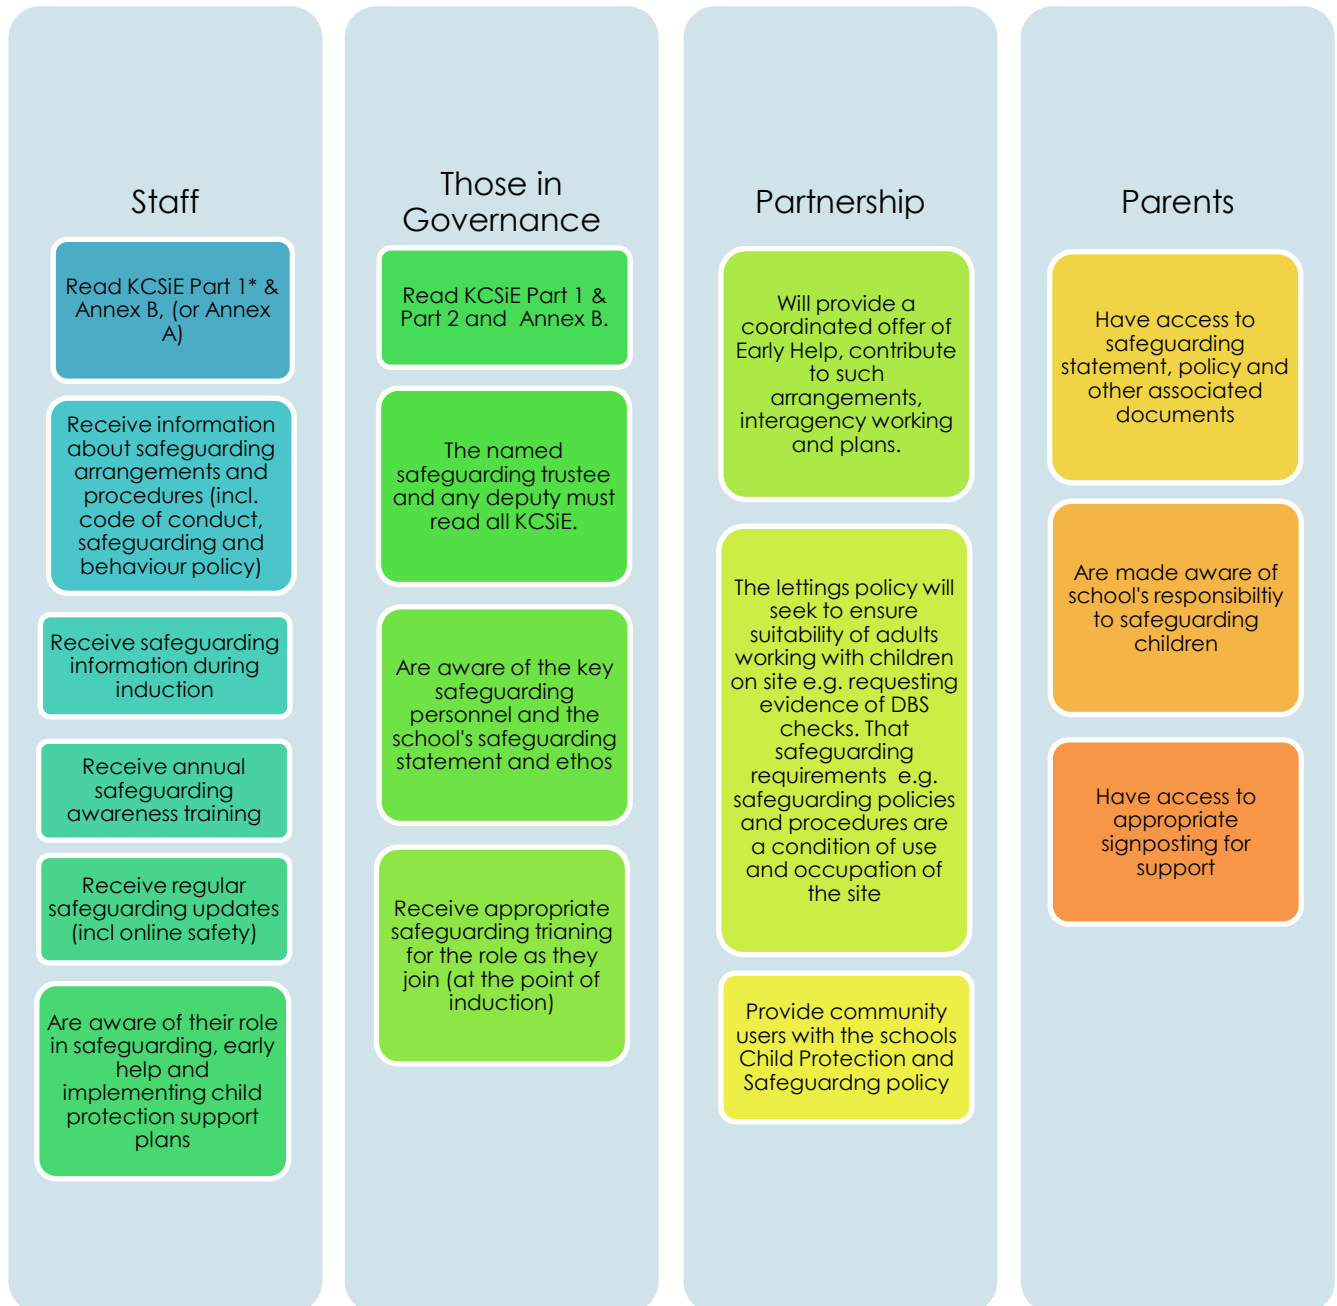 Staff
Read KCSiE Part 1* &
Annex B, (or Annex
A)
Receive information
about safeguarding
arrangements and
procedures (incl.
code of conduct,
safeguarding and
behaviour policy)
Receive safeguarding
information during
induction
Receive annual
safeguarding
awareness training
Receive regular
safeguarding updates
(incl online safety)
Are aware of their role
in safeguarding, early
help and
implementing child
protection support
plans
Those in
Governance
Read KCSiE Part 1 &
Part 2 and Annex B.
The named
safeguarding trustee
and any deputy must
read all KCSiE.
Are aware of the key
safeguarding
personnel and the
school's safeguarding
statement and ethos
Receive appropriate
safeguarding trianing
for the role as they
join (at the point of
induction)
Partnership
Will provide a
coordinated offer of
Early Help, contribute
to such
arrangements,
interagency working
and plans.
The lettings policy will
seek to ensure
suitability of adults
working with children
on site e.g. requesting
evidence of DBS
checks. That
safeguarding
requirements e.g.
safeguarding policies
and procedures are
a condition of use
and occupation of
the site
Provide community
users with the schools
Child Protection and
Safeguardng policy
Parents
Have access to
safeguarding
statement, policy and
other associated
documents
Are made aware of
school's responsibiltiy
to safeguarding
children
Have access to
appropriate
signposting for
support